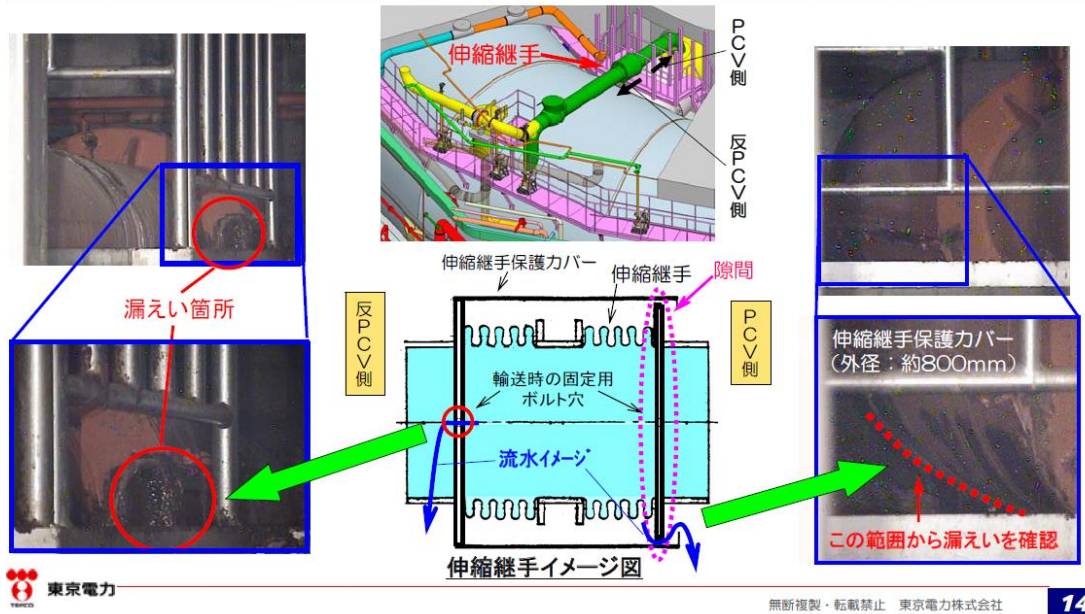 伸縮継手
PCV側
反PCV側
漏えい箇所
伸縮継手保護カバー
伸縮継手
隙間
反PCV側
PCV側
輸送時の固定用
ボルト穴
流水イメージ
伸縮継手イメージ図
伸縮継手保護カバー
(外径:約800mm)
この範囲から漏えいを確認
TEPCO
東京電力
無断複製・転載禁止 東京電力株式会社
14